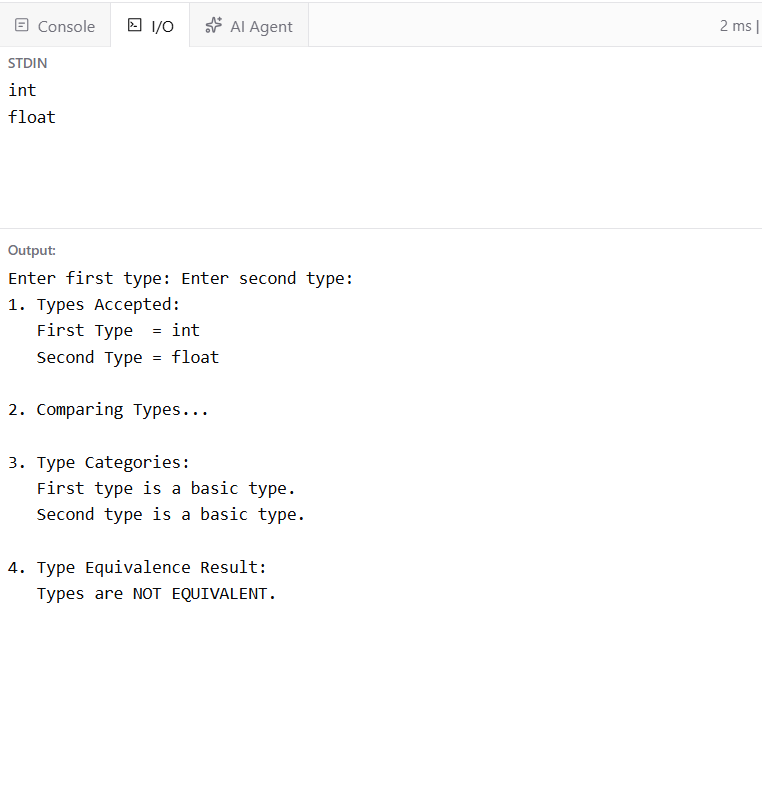 Console I/O AI Agent 2 ms |
STDIN
int
float
Output:
Enter first type: Enter second type:
1. Types Accepted:
   First Type  = int
   Second Type = float
2. Comparing Types...
3. Type Categories:
   First type is a basic type.
   Second type is a basic type.
4. Type Equivalence Result:
   Types are NOT EQUIVALENT.